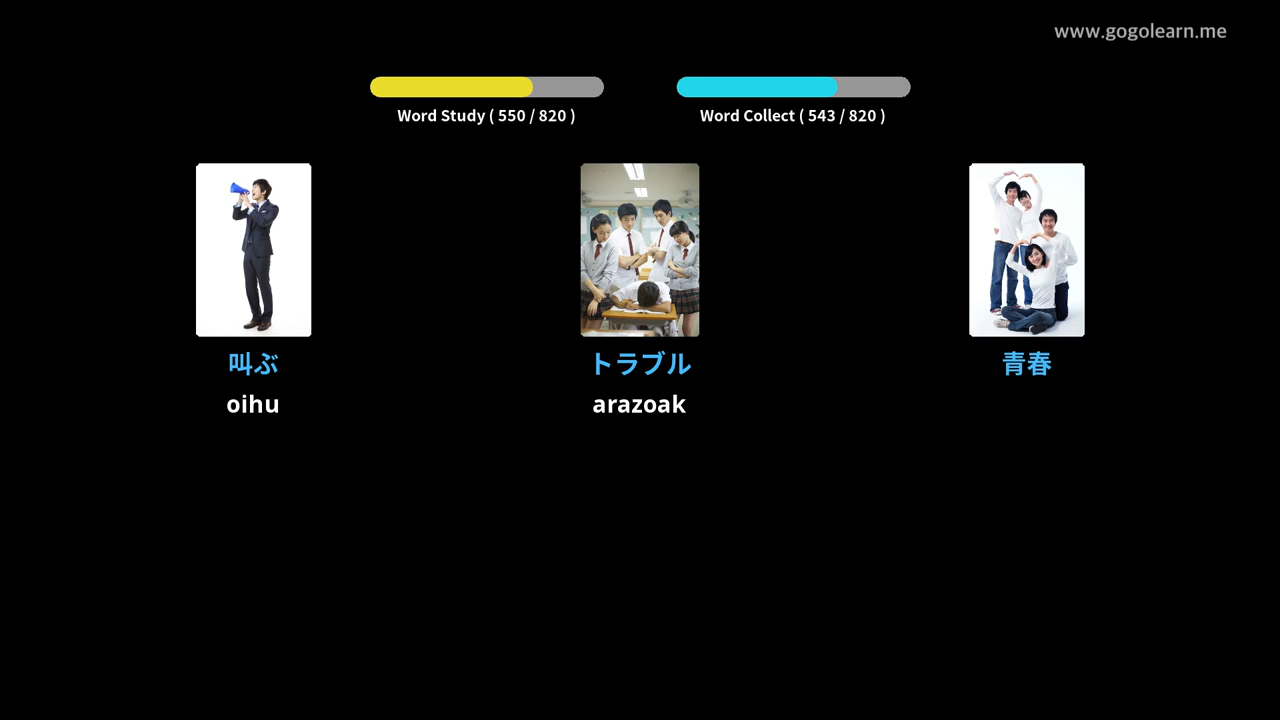 www.gogolearn.me
Word Study ( 550 / 820 )
Word Collect ( 543 / 820 )
叫ぶ
トラブル
青春
oihu
arazoak